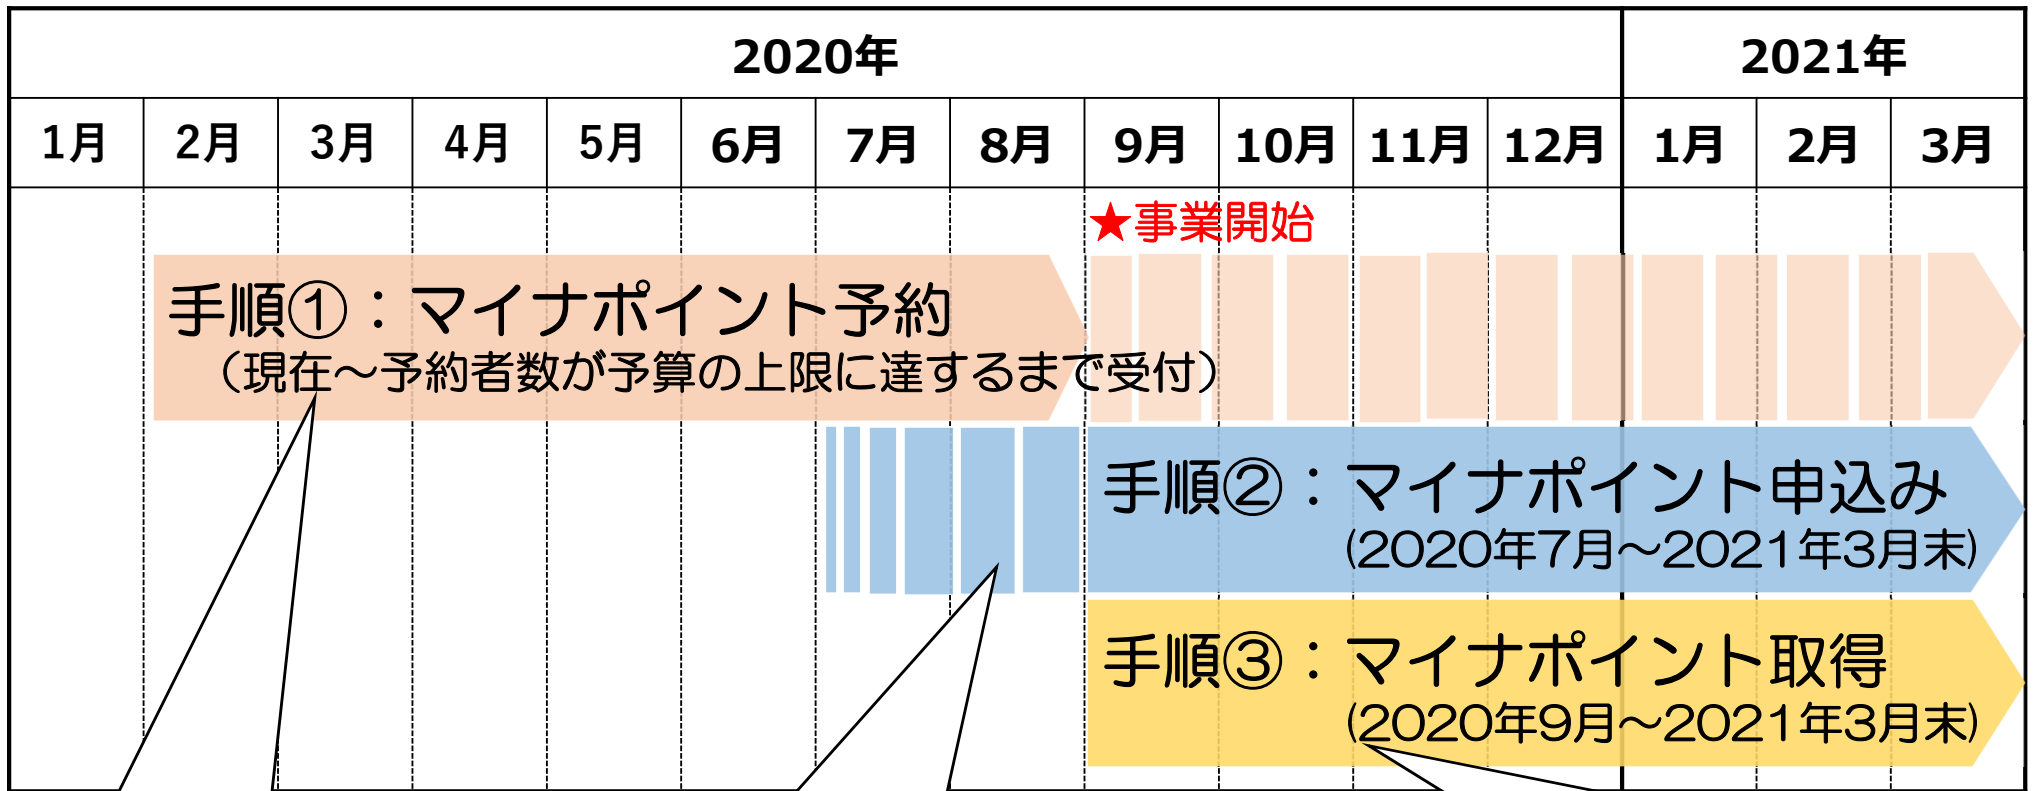 2020年 2021年
1月 2月 3月 4月 5月 6月 7月 8月 9月 10月 11月 12月 1月 2月 3月
★事業開始
手順①：マイナポイント予約
（現在～予約者数が予算の上限に達するまで受付）
手順②：マイナポイント申込み
(2020年7月～2021年3月末)
手順③：マイナポイント取得
(2020年9月～2021年3月末)